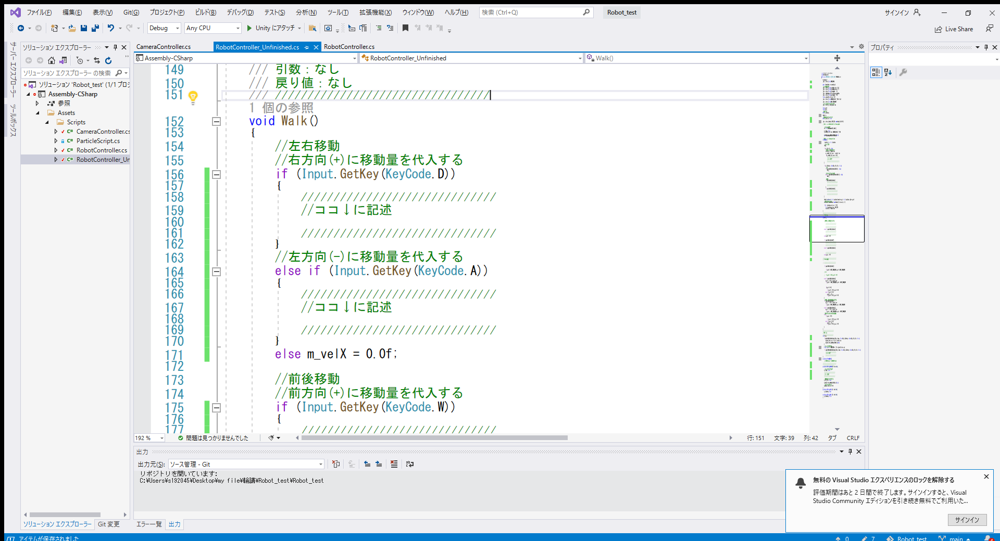 ファイル(F) 編集(E) 表示(V) Git(G) プロジェクト(P) ビルド(B) デバッグ(D) テスト(S) 分析(N) ツール(T) 拡張機能(X) ウィンドウ(W) ヘルプ(H) 検索 (Ctrl+Q) Robot_test サインイン
Debug Any CPU Unity にアタッチ Live Share
サーバー エクスプローラー
ツールボックス
ソリューション エクスプローラー
ソリューション エクスプローラー の検索
ソリューション 'Robot_test' (1/1 プロジ
Assembly-CSharp
参照
Assets
Scripts
CameraController.cs
ParticleScript.cs
RobotController.cs
RobotController_Un
ソリューション エクスプローラー Git 変更
CameraController.cs RobotController_Unfinished.cs RobotController.cs
Assembly-CSharp RobotController_Unfinished Walk()
149 /// 引数：なし
150 /// 戻り値：なし
151 /// /////////////////////////////////
1 個の参照
152 void Walk()
153 {
154 //左右移動
155 //右方向(+)に移動量を代入する
156 if (Input.GetKey(KeyCode.D))
157 {
158 //////////////////////////////
159 //ココ↓に記述
160
161 //////////////////////////////
162 }
163 //左方向(-)に移動量を代入する
164 else if (Input.GetKey(KeyCode.A))
165 {
166 //////////////////////////////
167 //ココ↓に記述
168
169 //////////////////////////////
170 }
171 else m_velX = 0.0f;
172
173 //前後移動
174 //前方向(+)に移動量を代入する
175 if (Input.GetKey(KeyCode.W))
176 {
177 //////////////////////////////
192 % 問題は見つかりませんでした 行: 151 文字: 39 列: 42 タブ CRLF
出力
出力元(S): ソース管理 - Git
リポジトリを開いています:
C:¥Users¥s192045¥Desktop¥my file¥輪講¥Robot_test¥Robot_test
エラー一覧 出力
プロパティ
無料の Visual Studio エクスペリエンスのロックを解除する
評価期間はあと 2 日間で終了します。サインインすると、Visual
Studio Community エディションを引き続き無料でご利用いた...
サインイン
アイテムが保存されました 0 7 Robot_test main